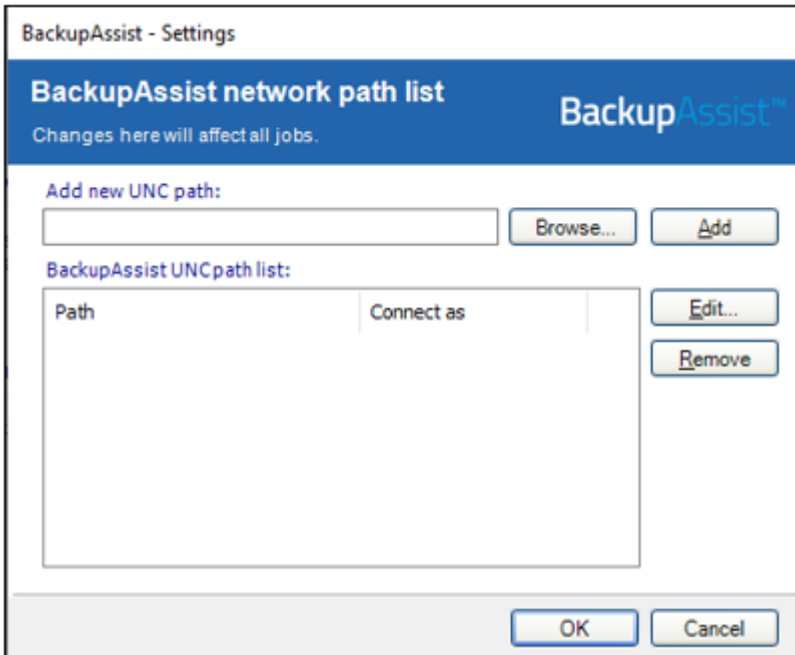 BackupAssist - Settings
BackupAssist network path list
BackupAssist™
Changes here will affect all jobs.
Add new UNC path:
Browse...
Add
BackupAssist UNC path list:
Path
Connect as
Edit...
Remove
OK
Cancel